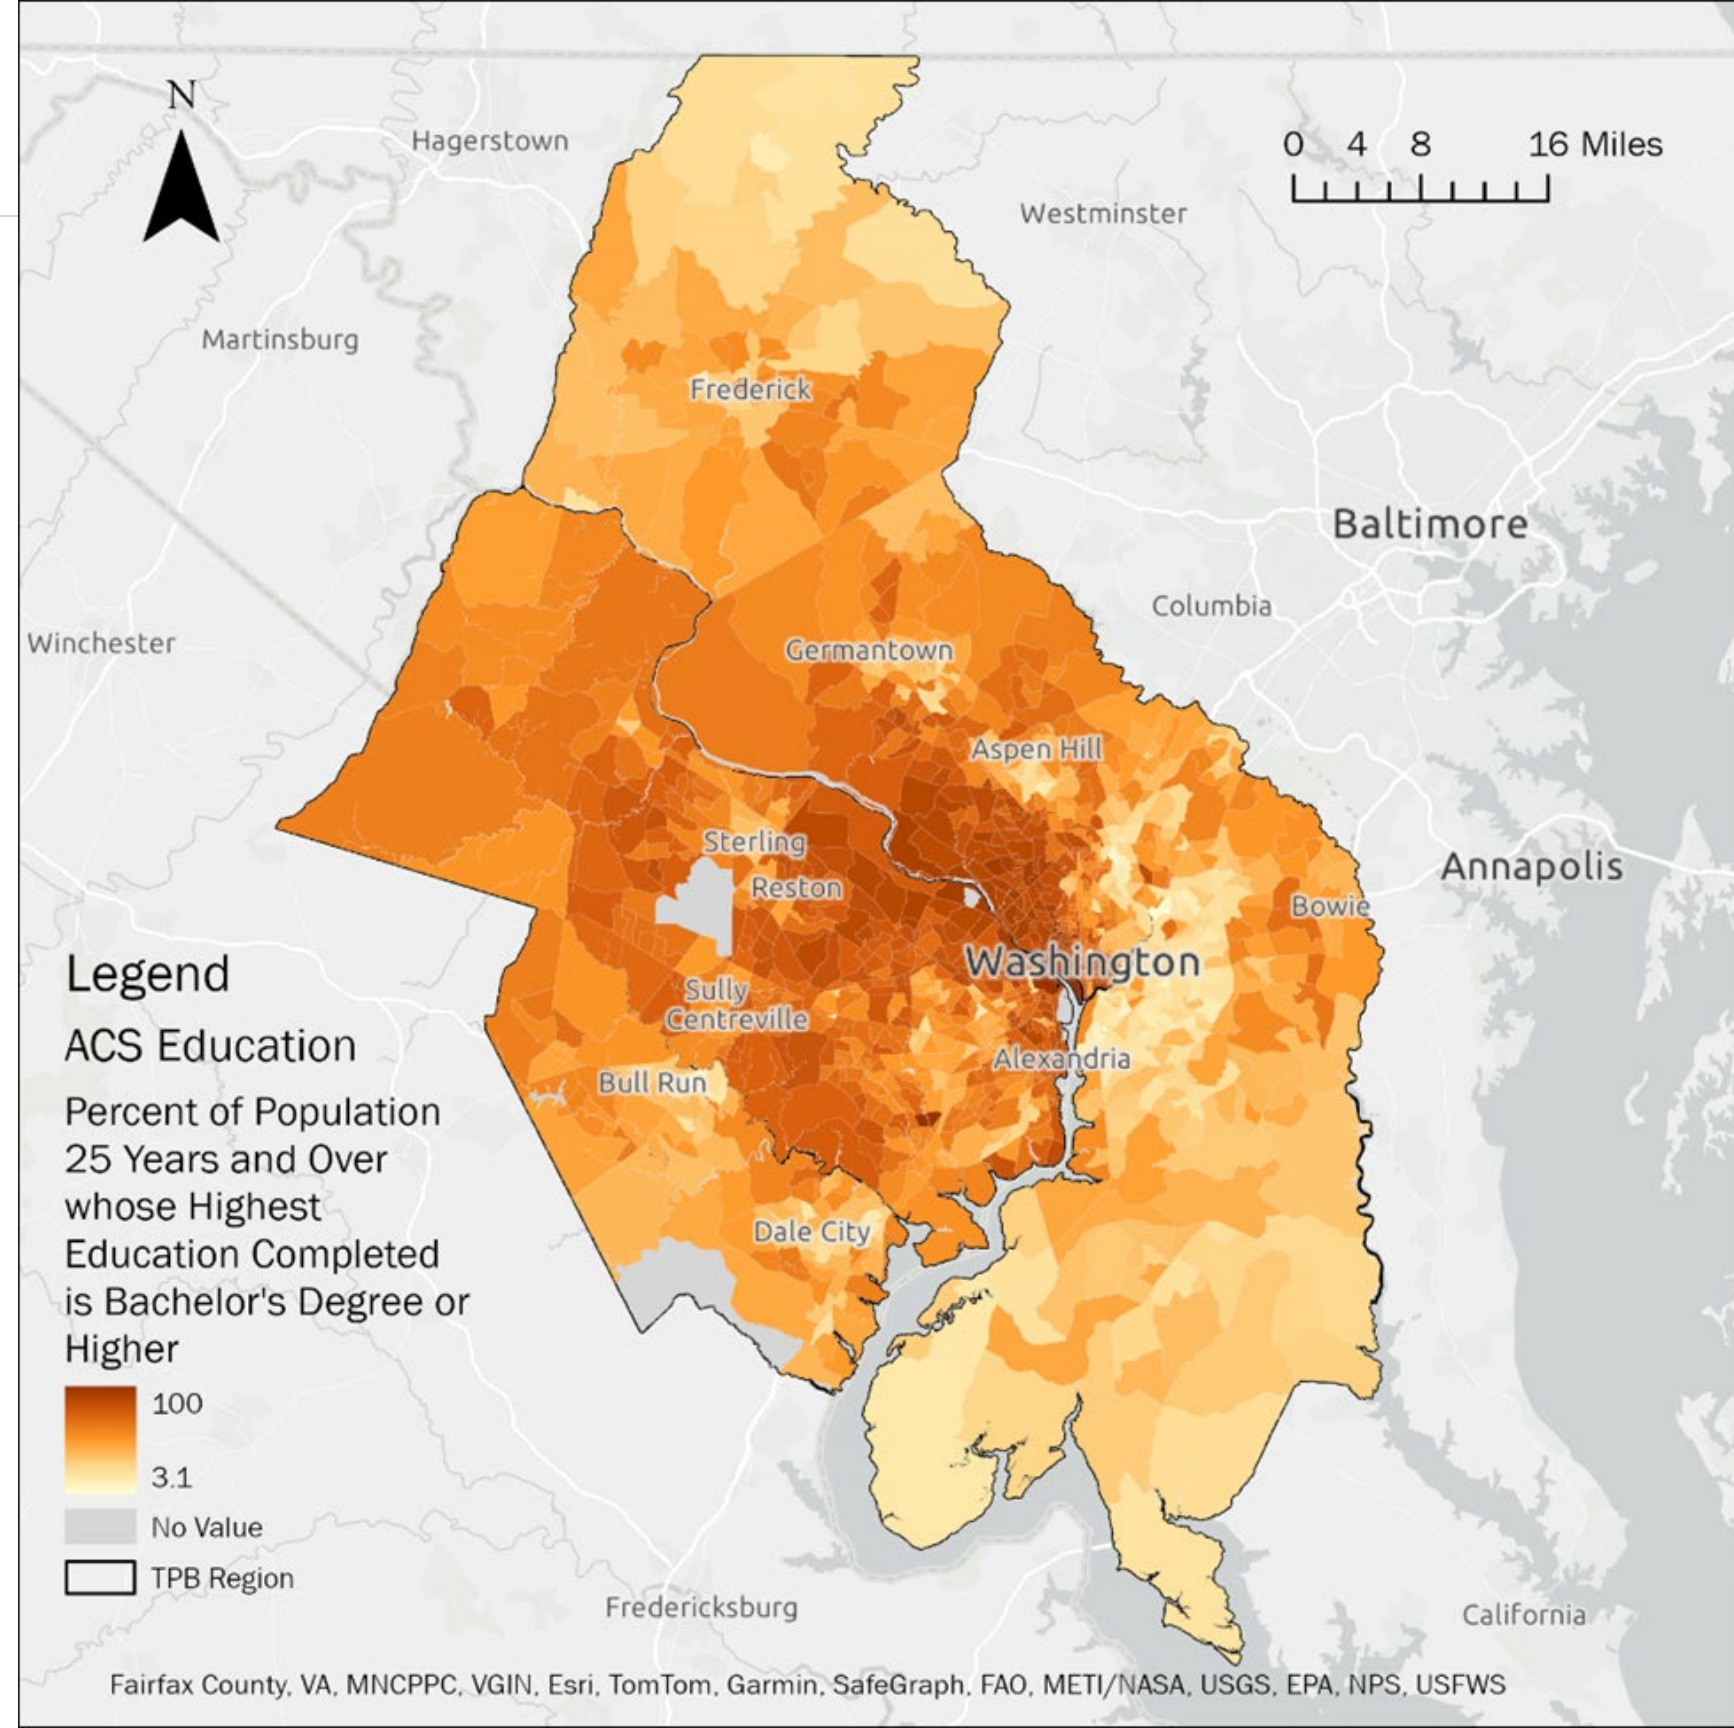 N
0 4 8 16 Miles
Hagerstown
Westminster
Martinsburg
Frederick
Baltimore
Columbia
Winchester
Germantown
Aspen Hill
Sterling
Annapolis
Reston
Bowie
Washington
Sully
Centreville
Alexandria
Bull Run
Dale City
Legend
ACS Education
Percent of Population
25 Years and Over
whose Highest
Education Completed
is Bachelor's Degree or
Higher
100
3.1
No Value
TPB Region
Fredericksburg
California
Fairfax County, VA, MNCPPC, VGIN, Esri, TomTom, Garmin, SafeGraph, FAO, METI/NASA, USGS, EPA, NPS, USFWS